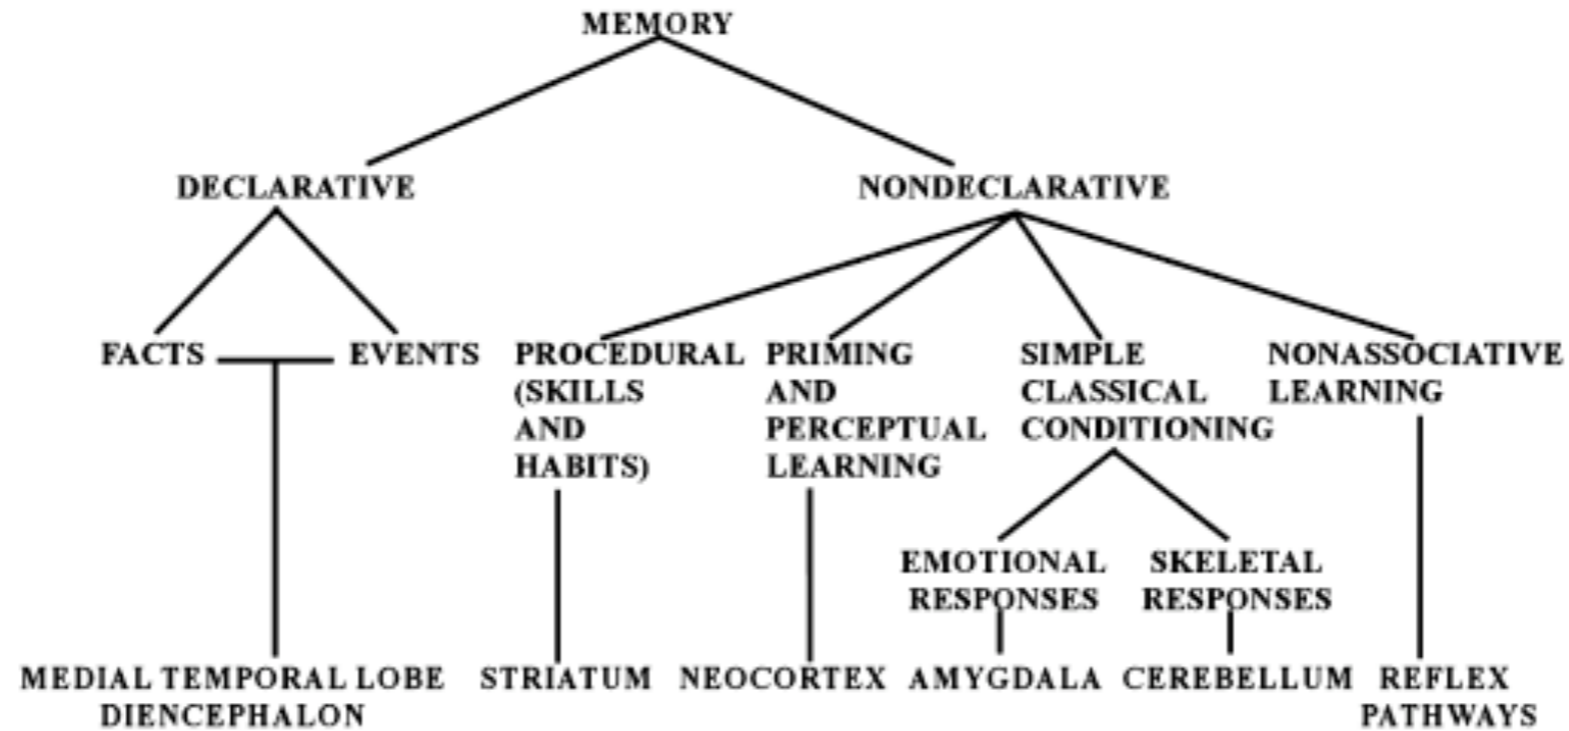 MEMORY
DECLARATIVE
NONDECLARATIVE
FACTS
EVENTS
PROCEDURAL
(SKILLS
AND
HABITS)
PRIMING
AND
PERCEPTUAL
LEARNING
SIMPLE
CLASSICAL
CONDITIONING
NONASSOCIATIVE
LEARNING
EMOTIONAL
RESPONSES
SKELETAL
RESPONSES
MEDIAL TEMPORAL LOBE
DIENCEPHALON
STRIATUM
NEOCORTEX
AMYGDALA
CEREBELLUM
REFLEX
PATHWAYS